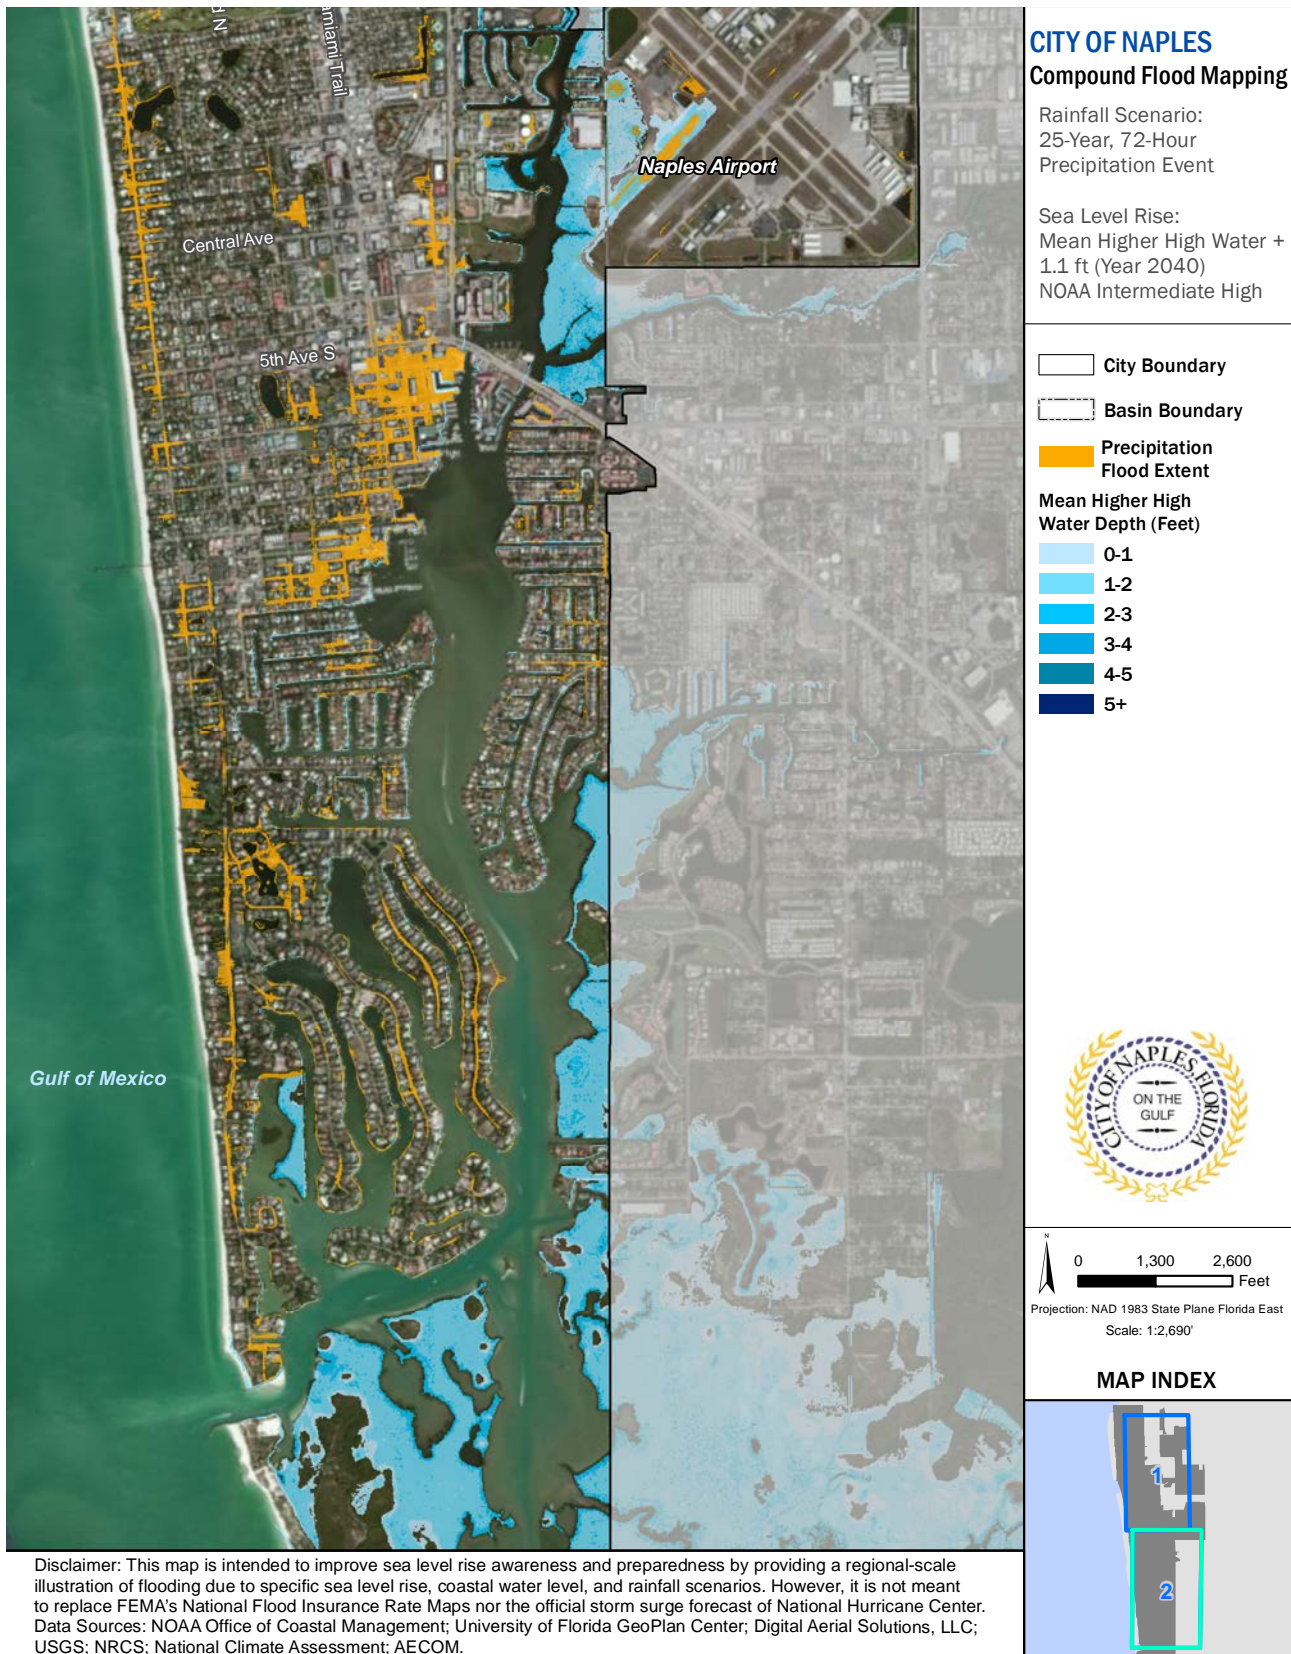 d N
amiami Trail
Naples Airport
Central Ave
5th Ave S
Gulf of Mexico
CITY OF NAPLES
Compound Flood Mapping
Rainfall Scenario:
25-Year, 72-Hour
Precipitation Event
Sea Level Rise:
Mean Higher High Water +
1.1 ft (Year 2040)
NOAA Intermediate High
City Boundary
Basin Boundary
Precipitation
Flood Extent
Mean Higher High
Water Depth (Feet)
0-1
1-2
2-3
3-4
4-5
5+
CITY OF NAPLES, FLORIDA
ON THE
GULF
N
0 1,300 2,600
Feet
Projection: NAD 1983 State Plane Florida East
Scale: 1:2,690'
MAP INDEX
1
2
Disclaimer: This map is intended to improve sea level rise awareness and preparedness by providing a regional-scale
illustration of flooding due to specific sea level rise, coastal water level, and rainfall scenarios. However, it is not meant
to replace FEMA's National Flood Insurance Rate Maps nor the official storm surge forecast of National Hurricane Center.
Data Sources: NOAA Office of Coastal Management; University of Florida GeoPlan Center; Digital Aerial Solutions, LLC;
USGS; NRCS; National Climate Assessment; AECOM.